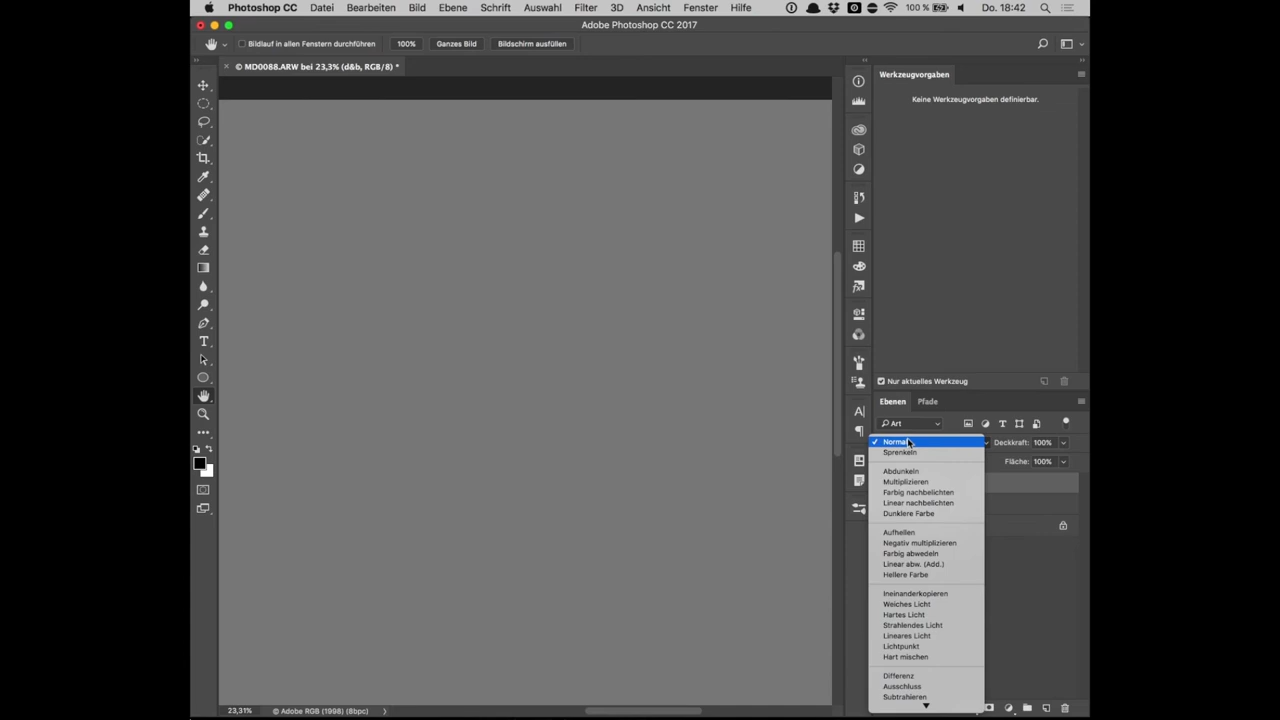 Photoshop CC Datei Bearbeiten Bild Ebene Schrift Auswahl Filter 3D Ansicht Fenster Hilfe 100 % Do. 18:42
Adobe Photoshop CC 2017
Bildlauf in allen Fenstern durchführen 100% Ganzes Bild Bildschirm ausfüllen
© MD0088.ARW bei 23,3% (d&b, RGB/8) *
Werkzeugvorgaben
Keine Werkzeugvorgaben definierbar.
Nur aktuelles Werkzeug
Ebenen Pfade
Art
Normal Deckkraft: 100%
Sprenkeln
Fläche: 100%
Abdunkeln
Multiplizieren
Farbig nachbelichten
Linear nachbelichten
Dunklere Farbe
Aufhellen
Negativ multiplizieren
Farbig abwedeln
Linear abw. (Add.)
Hellere Farbe
Ineinanderkopieren
Weiches Licht
Hartes Licht
Strahlendes Licht
Lineares Licht
Lichtpunkt
Hart mischen
Differenz
Ausschluss
Subtrahieren
23,31% © Adobe RGB (1998) (8bpc)